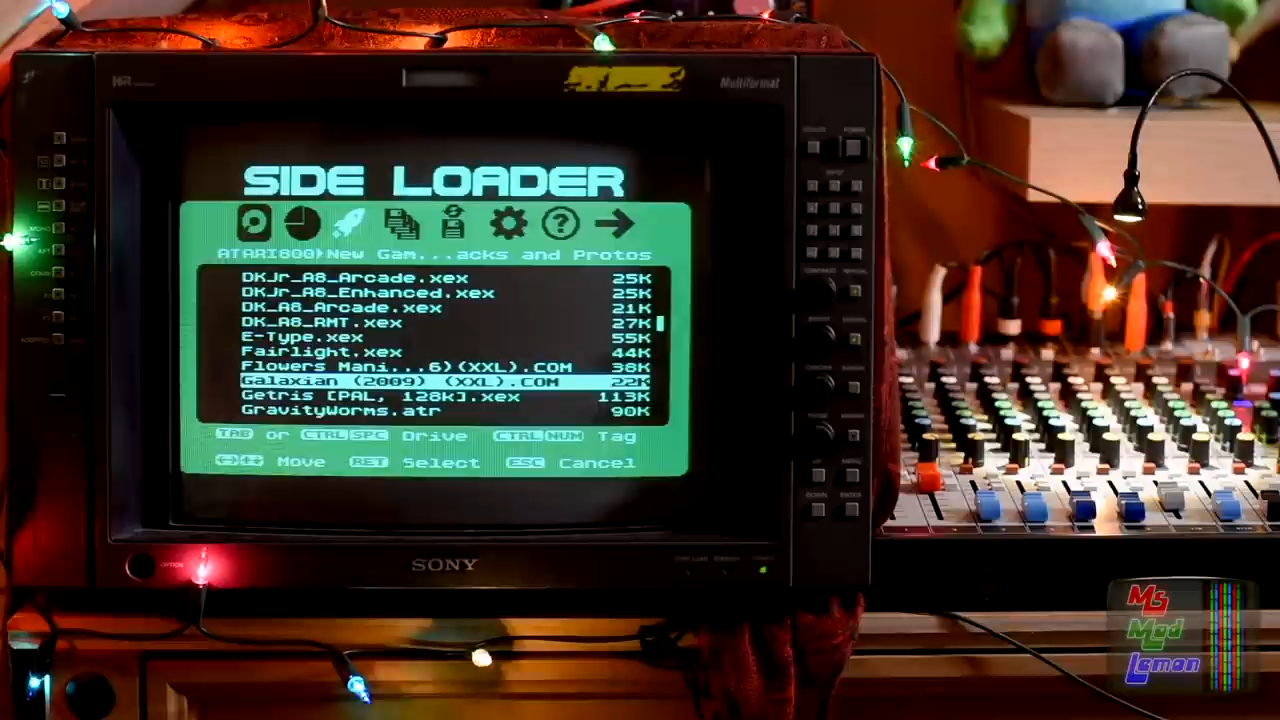 HR
Multiformat
SIDE LOADER
ATARI800▸New Gam...acks and Protos
DKJr_A8_Arcade.xex 25K
DKJr_A8_Enhanced.xex 25K
DK_A8_Arcade.xex 21K
DK_A8_RMT.xex 27K
E-Type.xex 55K
Fairlight.xex 44K
Flowers Mani...6)(XXL).COM 38K
Galaxian (2009) (XXL).COM 22K
Getris [PAL, 128k].xex 113K
GravityWorms.atr 90K
TAB or CTRL SPC Drive CTRL NUM Tag
Move RET Select ESC Cancel
SONY
Ms
Mad
Lemon